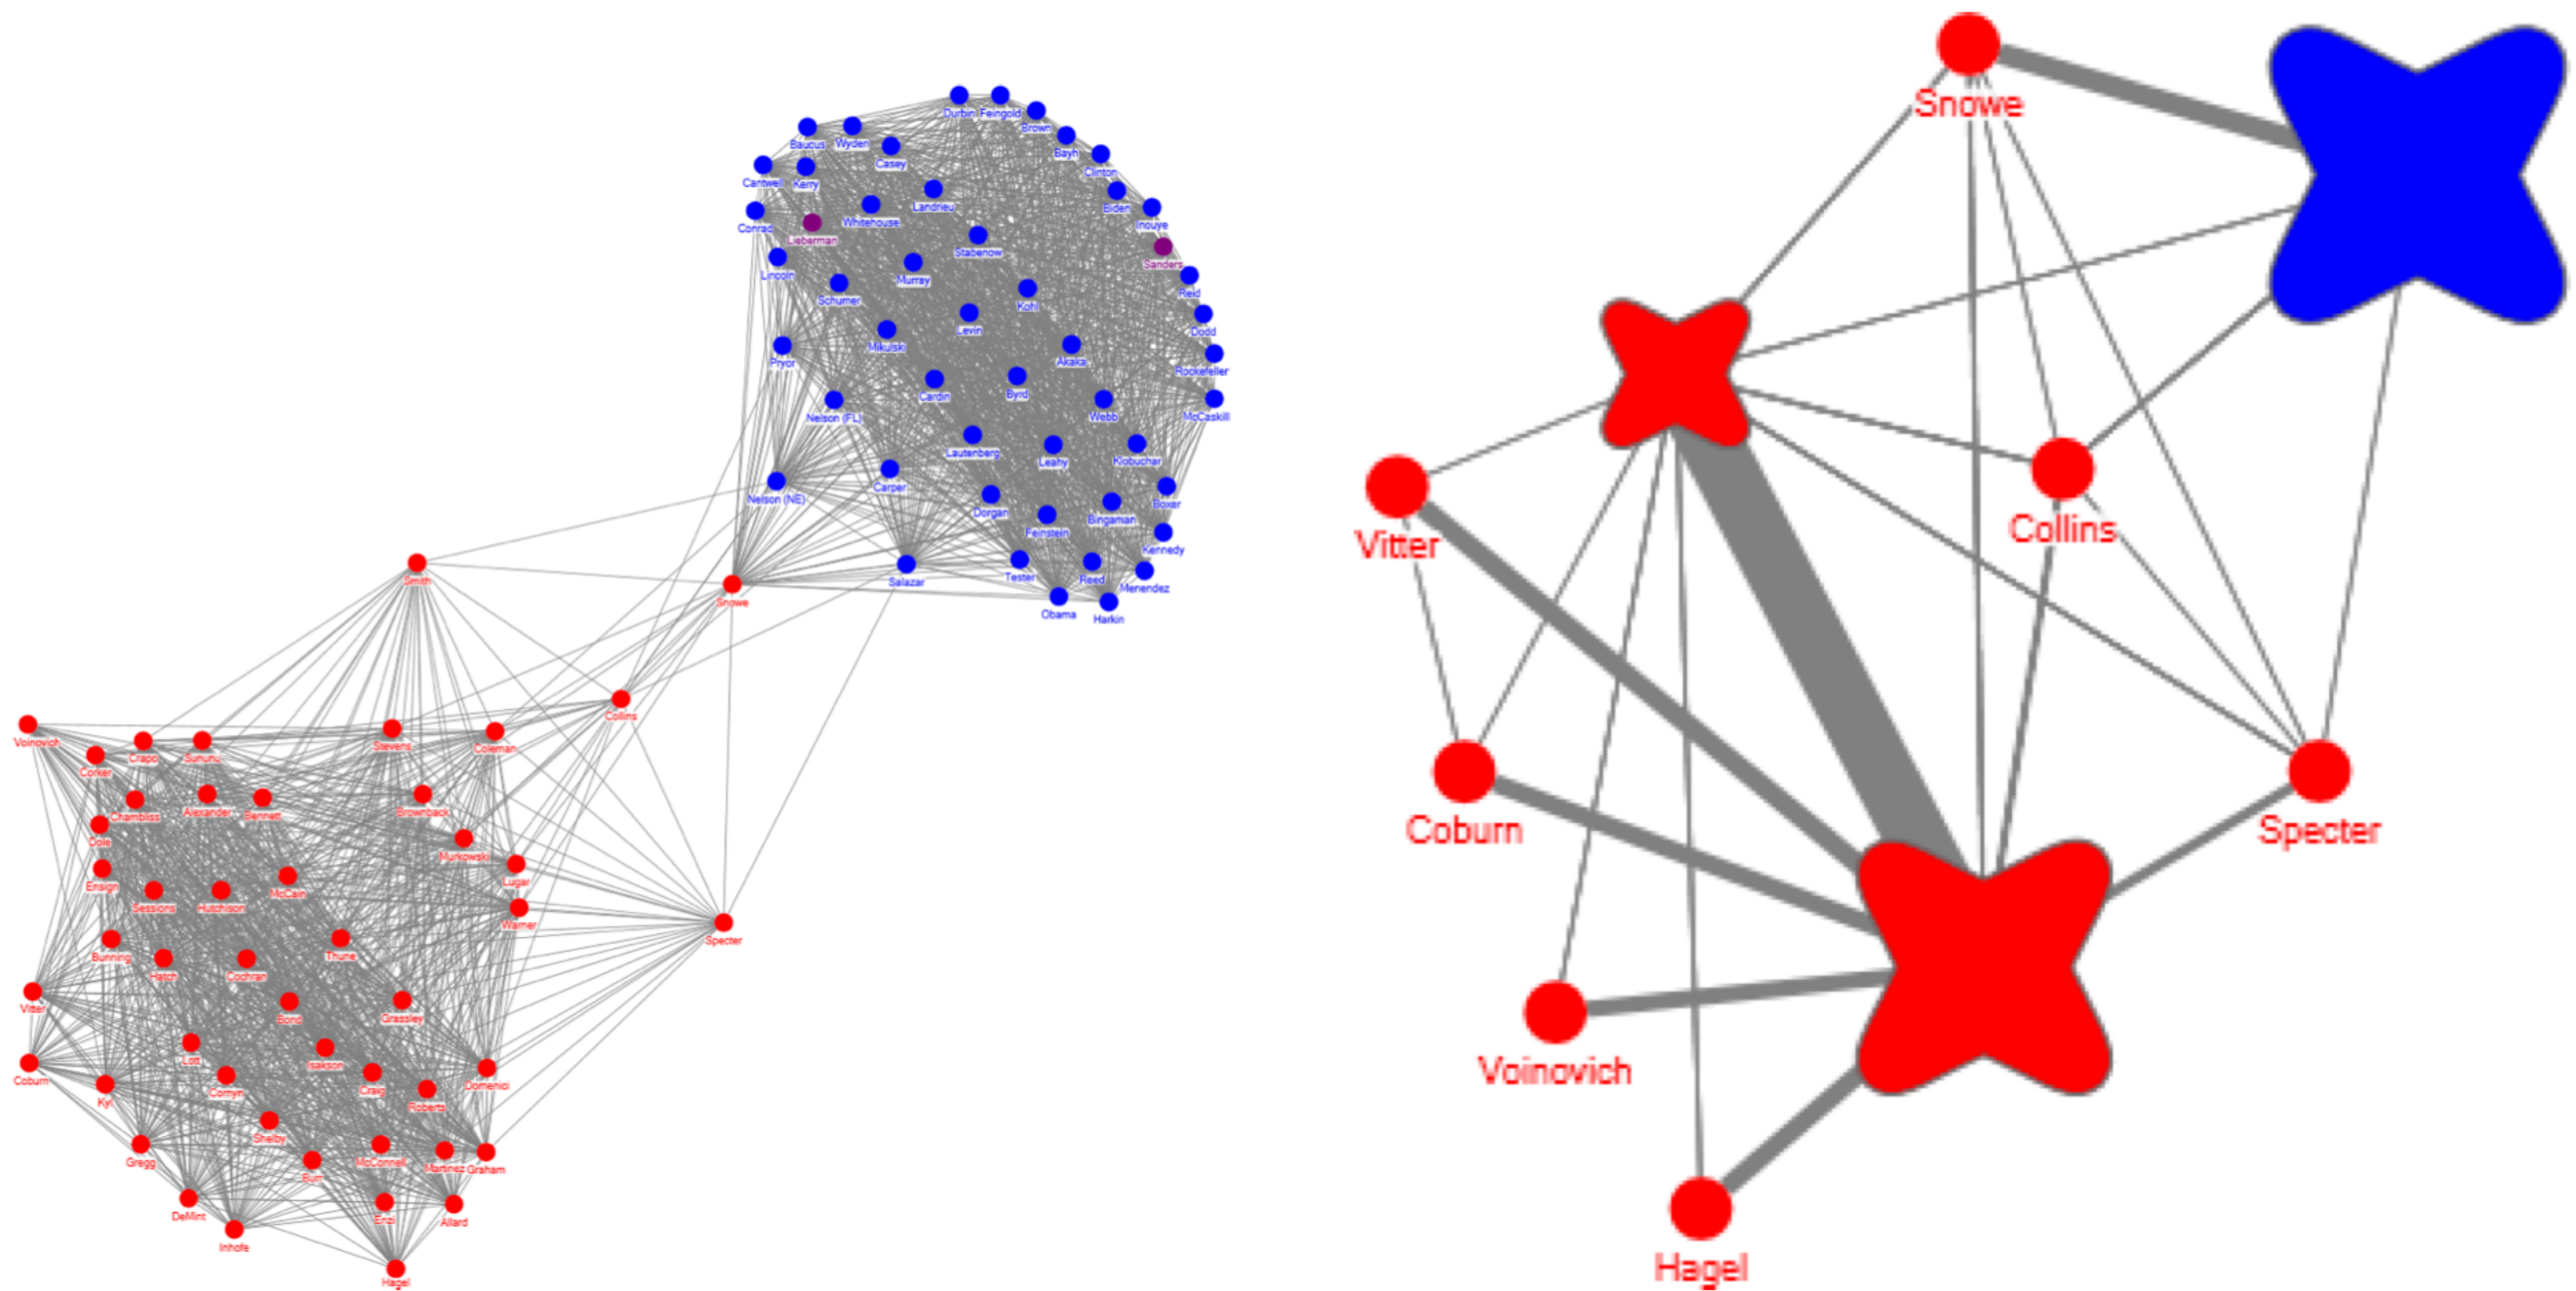 Durbin
Feingold
Brown
Baucus
Wyden
Casey
Bayh
Clinton
Cantwell
Kerry
Landrieu
Biden
Conrad
Whitehouse
Inouye
Lieberman
Stabenow
Sanders
Lincoln
Murray
Reid
Schumer
Kohl
Levin
Dodd
Mikulski
Akaka
Pryor
Rockefeller
Cardin
Byrd
Nelson (FL)
Webb
McCaskill
Lautenberg
Leahy
Klobuchar
Nelson (NE)
Carper
Dorgan
Bingaman
Boxer
Feinstein
Kennedy
Smith
Salazar
Tester
Reed
Menendez
Snowe
Obama
Harkin
Collins
Voinovich
Corker
Crapo
Sununu
Stevens
Coleman
Chambliss
Alexander
Bennett
Brownback
Dole
Murkowski
Ensign
Sessions
Hutchison
McCain
Lugar
Warner
Bunning
Hatch
Cochran
Thune
Specter
Vitter
Bond
Grassley
Lott
Isakson
Coburn
Kyl
Cornyn
Craig
Roberts
Domenici
Shelby
Gregg
Burr
McConnell
Martinez
Graham
DeMint
Enzi
Allard
Inhofe
Hagel
Snowe
Vitter
Collins
Coburn
Specter
Voinovich
Hagel